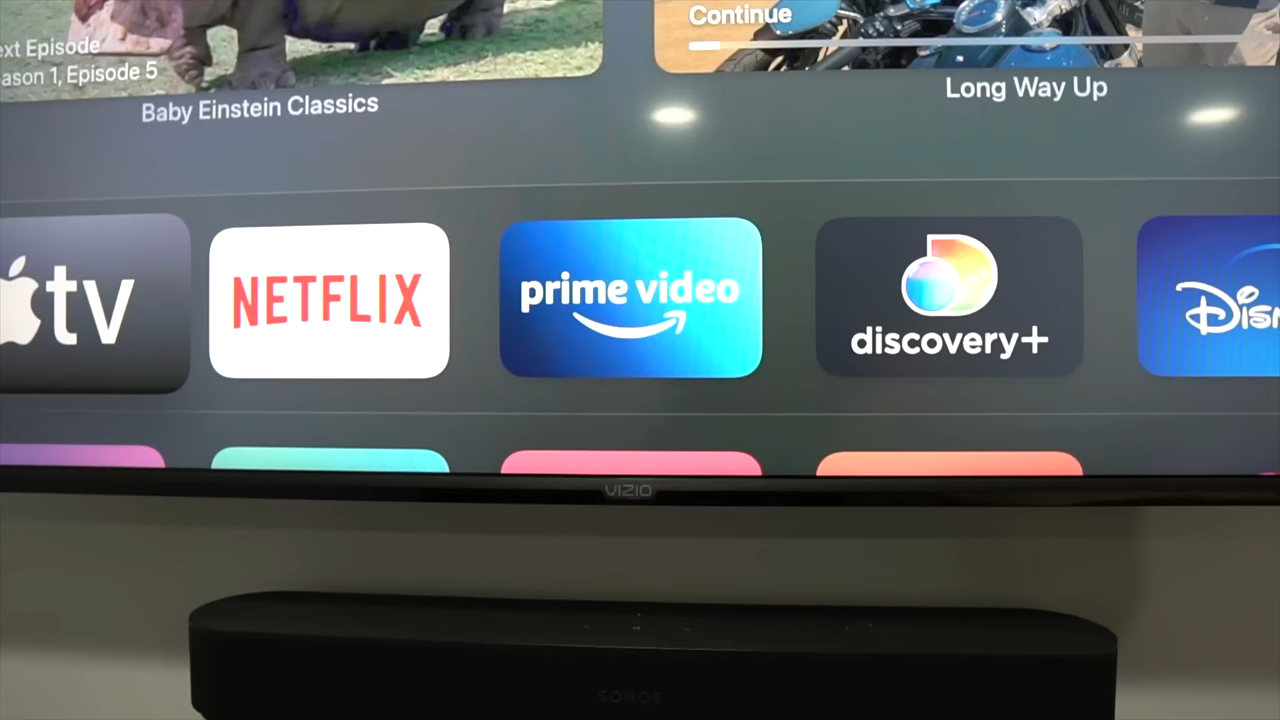 Continue
ext Episode
ason 1, Episode 5
Baby Einstein Classics
Long Way Up
tv
NETFLIX
prime video
discovery+
Disn
VIZIO
SONOS